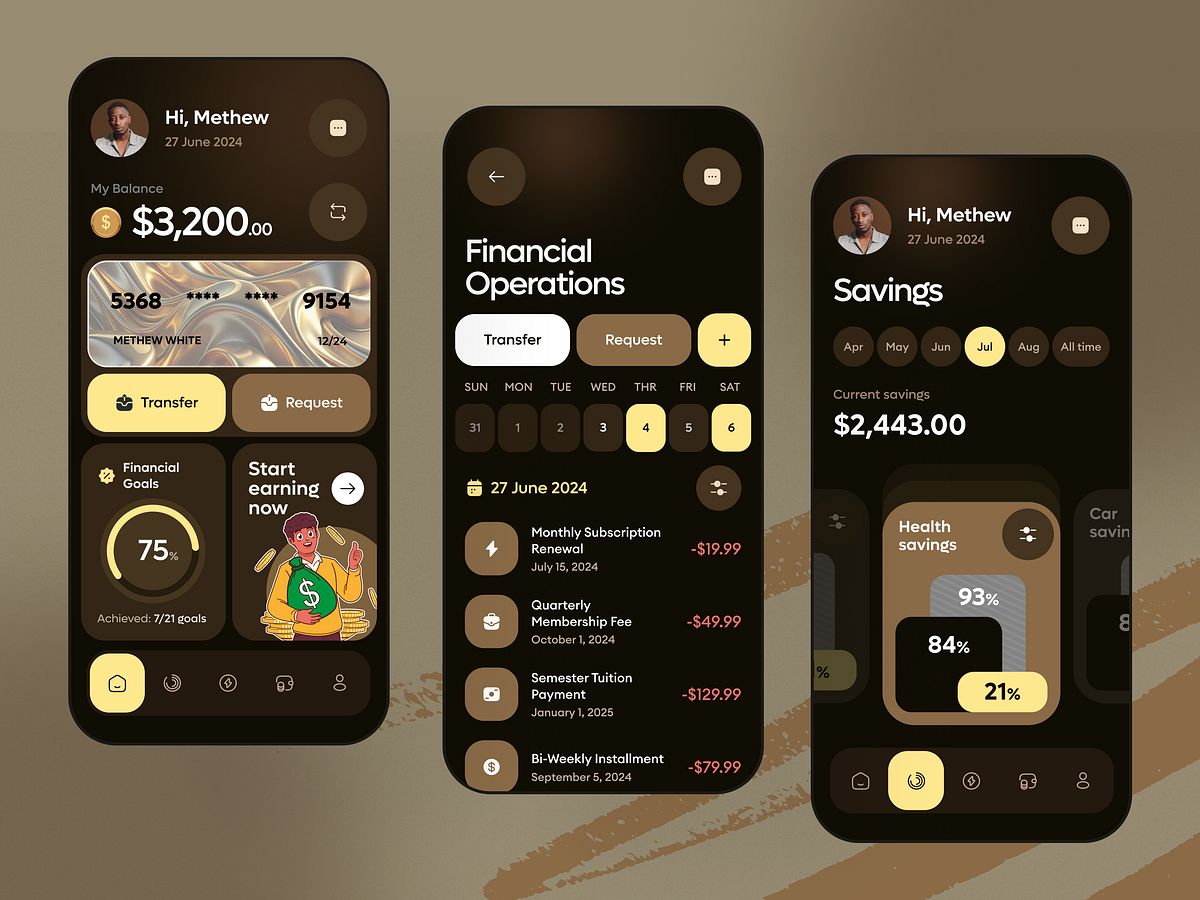 Hi, Methew
27 June 2024
My Balance
$
$3,200.00
5368 **** **** 9154
METHEW WHITE 12/24
Transfer
Request
Financial
Goals
75%
Achieved: 7/21 goals
Start
earning
now
$
Financial
Operations
Transfer
Request
+
SUN MON TUE WED THR FRI SAT
31 1 2 3 4 5 6
27 June 2024
Monthly Subscription
Renewal
July 15, 2024
-$19.99
Quarterly
Membership Fee
October 1, 2024
-$49.99
Semester Tuition
Payment
January 1, 2025
-$129.99
$
Bi-Weekly Installment
September 5, 2024
-$79.99
Hi, Methew
27 June 2024
Savings
Apr May Jun Jul Aug All time
Current savings
$2,443.00
%
Health
savings
93%
84%
21%
Car
savin
8